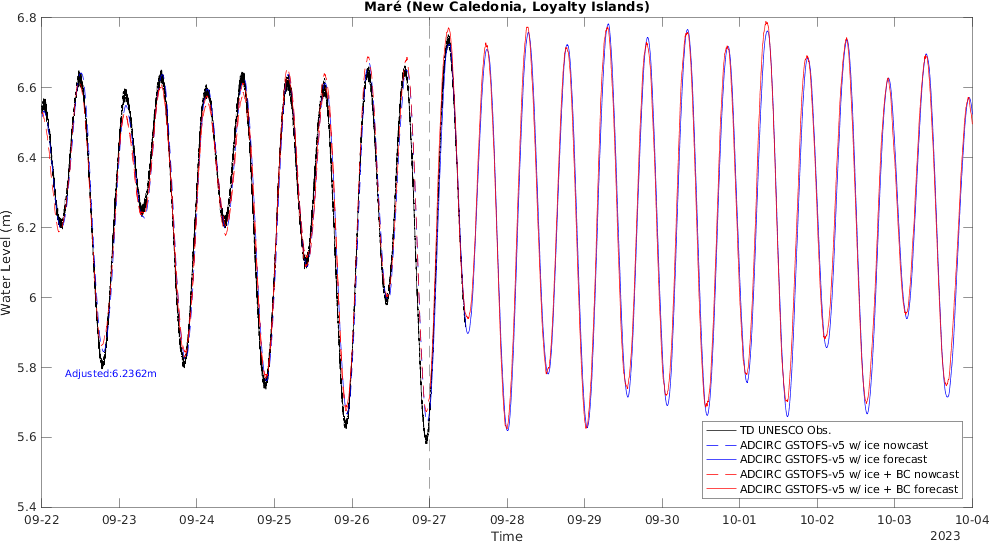 Maré (New Caledonia, Loyalty Islands)
6.8
6.6
6.4
6.2
6
5.8
5.6
5.4
Water Level (m)
Adjusted:6.2362m
TD UNESCO Obs.
ADCIRC GSTOFS-v5 w/ ice nowcast
ADCIRC GSTOFS-v5 w/ ice forecast
ADCIRC GSTOFS-v5 w/ ice + BC nowcast
ADCIRC GSTOFS-v5 w/ ice + BC forecast
09-22 09-23 09-24 09-25 09-26 09-27 09-28 09-29 09-30 10-01 10-02 10-03 10-04
Time
2023